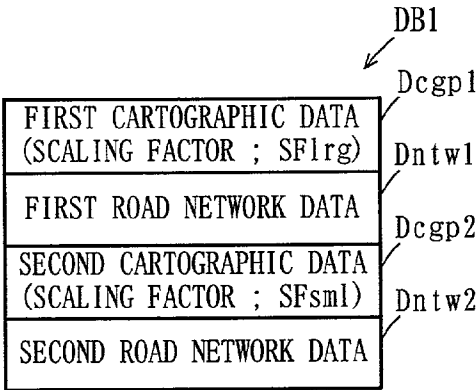 DB1
Dcgp1
FIRST CARTOGRAPHIC DATA
(SCALING FACTOR ; SFlrg)
Dntw1
FIRST ROAD NETWORK DATA
Dcgp2
SECOND CARTOGRAPHIC DATA
(SCALING FACTOR ; SFsml)
Dntw2
SECOND ROAD NETWORK DATA